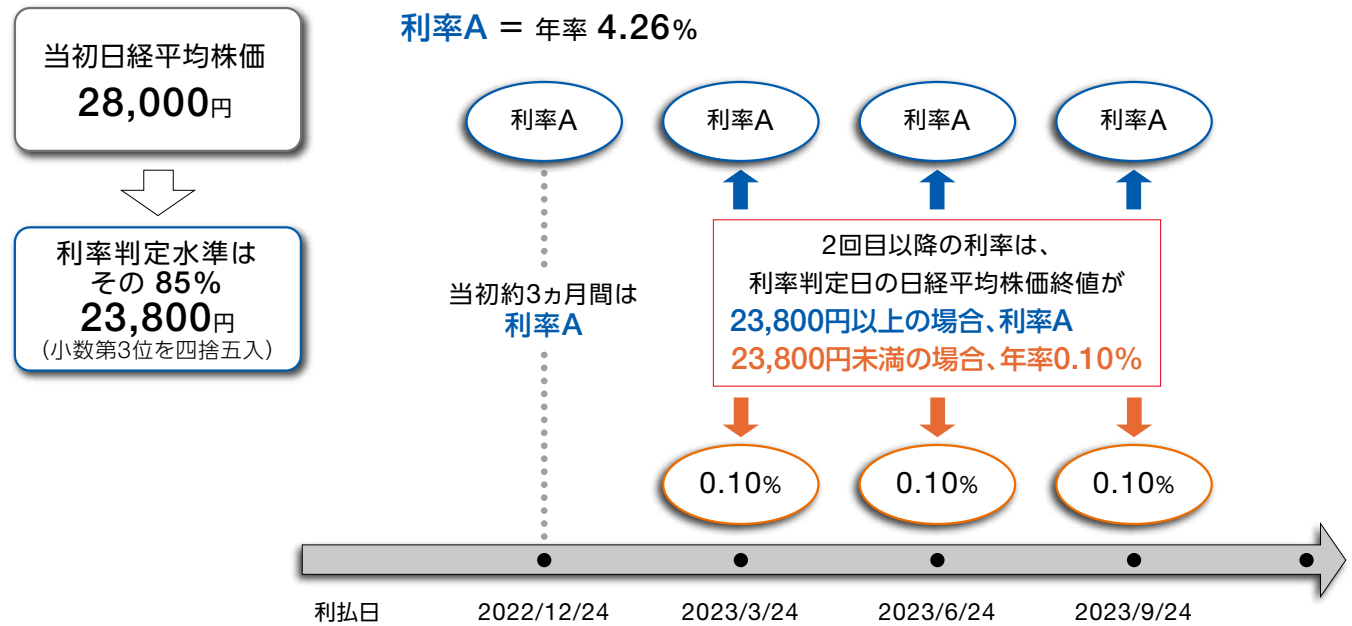 当初日経平均株価
28,000円
利率判定水準は
その 85%
23,800円
(小数第3位を四捨五入)
利率A = 年率 4.26%
利率A
利率A
利率A
利率A
当初約3ヵ月間は
利率A
2回目以降の利率は、
利率判定日の日経平均株価終値が
23,800円以上の場合、利率A
23,800円未満の場合、年率0.10%
0.10%
0.10%
0.10%
利払日
2022/12/24
2023/3/24
2023/6/24
2023/9/24